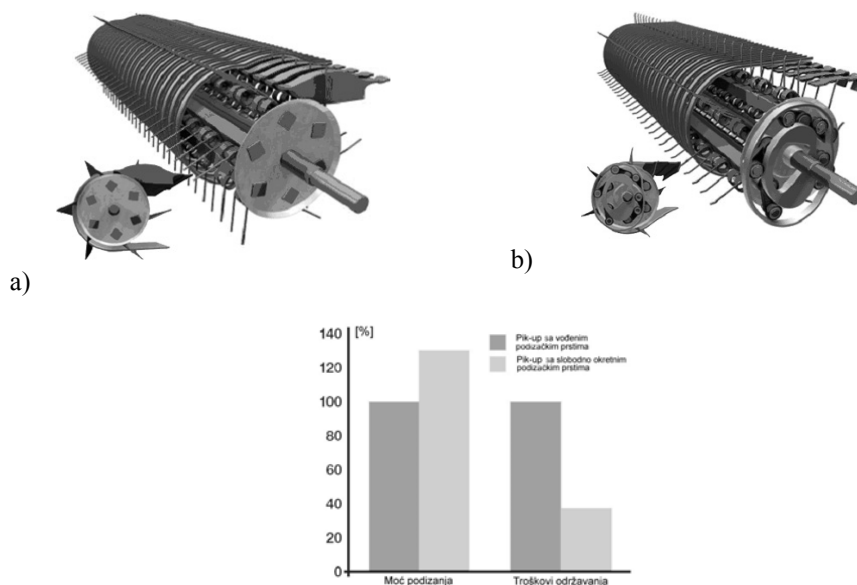 a)
b)
[%]
140
120
100
80
60
40
20
0
Pik-up sa vođenim
podizačkim prstima
Pik-up sa slobodno okretnim
podizačkim prstima
Moć podizanja
Troškovi održavanja